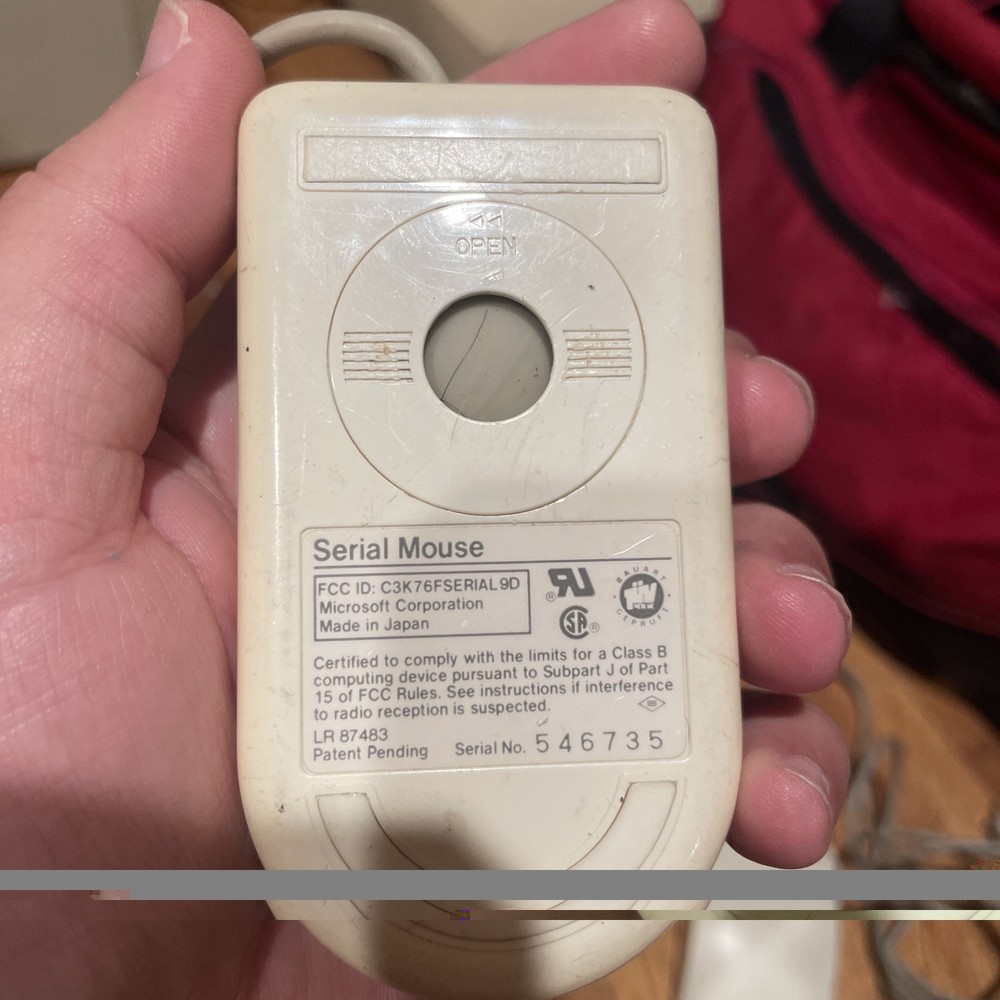 OPEN
Serial Mouse
FCC ID: C3K76FSERIAL9D
Microsoft Corporation
Made in Japan
BAUART
GEPRÜFT
Certified to comply with the limits for a Class B
computing device pursuant to Subpart J of Part
15 of FCC Rules. See instructions if interference
to radio reception is suspected.
LR 87483
Patent Pending
Serial No. 546735